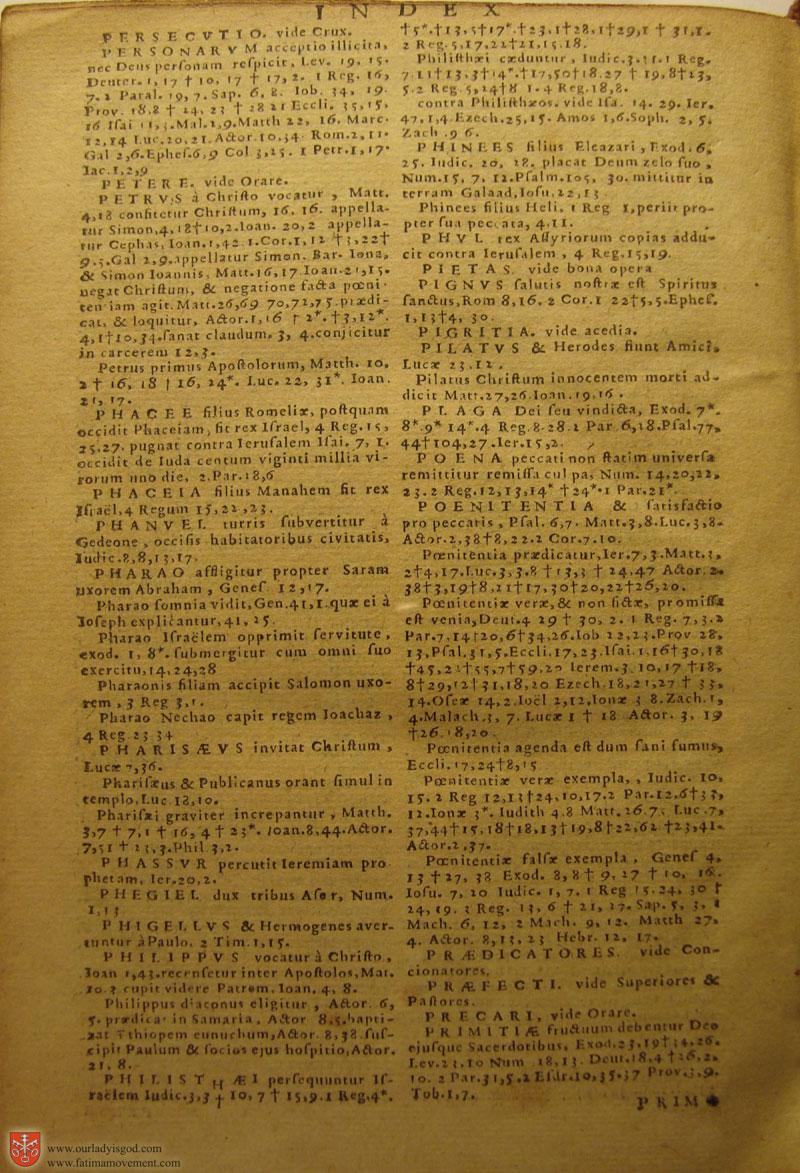 INDEX
PERSECVTIO. vide Crux.
PERSONARVM acceptio illicita,
nec Deus perſonam reſpicit, Lev. 19, 15.
Deuter. 1, 17 † 10, 17 † 17, 2. 1 Reg. 16,
7. 2 Paral. 19, 7. Sap. 6, 8. Iob. 34, 19.
Prov. 18.8 † 24, 23 † 28 21 Eccli. 35, 15,
16 Iſai 11, 3. Mal. 1, 9. Matth 22, 16. Marc.
12, 14 Luc. 20, 21. Actor. 10, 34. Rom. 2, 11.
Gal 2, 6. Epheſ. 6, 9 Col 3, 25. 1 Petr. 1, 17.
Iac. 1, 2, 9
PETERE. vide Orare.
PETRVS à Chriſto vocatur, Matt.
4, 18 confitetur Chriſtum, 16. 16. appella-
tur Simon, 4, 18 † 10, 2. Ioan. 20, 2 appella-
tur Cephas, Ioan. 1, 42. 1. Cor. 1, 12 † 3, 22 †
9. 5. Gal 2, 9. appellatur Simon. Bar. Iona,
& Simon Ioannis, Matt. 16, 17. Ioan. 21, 15.
negat Chriſtum, & negatione facta pœni-
tentiam agit. Matt. 26, 69 70, 72, 75. prædi-
cat, & loquitur, Actor. 1, 16 † 2*. † 3, 12*.
4, 1 † 10, 34. ſanat claudum. 3, 4. conjicitur
in carcerem 12, 3.
Petrus primus Apoſtolorum, Matth. 10,
2 † 16, 18 † 16, 24*. Luc. 22, 31*. Ioan.
21, 17.
PHACEE filius Romeliæ, poſtquam
occidit Phaceiam, fit rex Iſrael, 4 Reg. 15,
25, 27. pugnat contra Ieruſalem Iſai. 7, 1.
occidit de Iuda centum viginti millia vi-
rorum uno die, 2. Par. 18, 6
PHACEIA filius Manahem fit rex
Iſraël, 4 Regum 15, 22, 23.
PHANVEL turris ſubvertitur à
Gedeone, occiſis habitatoribus civitatis,
Iudic. 8, 8, 13, 17.
PHARAO affligitur propter Saram
uxorem Abraham, Geneſ 12, 17.
Pharao ſomnia vidit, Gen. 41, 1. quæ ei à
Ioſeph explicantur, 41, 25.
Pharao Iſraëlem opprimit ſervitute,
exod. 1, 8*. ſubmergitur cum omni ſuo
exercitu, 14, 24, 28
Pharaonis filiam accipit Salomon uxo-
rem, 3 Reg 3, 1.
Pharao Nechao capit regem Ioachaz,
4 Reg 23 34
PHARISÆVS invitat Chriſtum,
Lucæ 7, 36.
Phariſæus & Publicanus orant ſimul in
templo, Luc 18, 10.
Phariſæi graviter increpantur, Matth.
3, 7 † 7, 1 † 16, 4 † 23*. Ioan. 8, 44. Actor.
7, 51 † 23, 3. Phil. 3, 2.
PHASSVR percutit Ieremiam pro
phetam, Ier. 20, 2.
PHEGIEL dux tribus Aſer, Num.
1, 13
PHIGELLVS & Hermogenes aver-
tuntur à Paulo, 2 Tim. 1, 15.
PHILIPPVS vocatur à Chriſto,
Ioan 1, 43. recenſetur inter Apoſtolos, Mat.
10. 3 cupit videre Patrem, Ioan. 4, 8.
Philippus diaconus eligitur, Actor. 6,
5. prædicat in Samaria, Actor 8, 5. bapti-
zat Æthiopem eunuchum, Actor. 8, 38. ſuſ-
cipit Paulum & ſocios ejus hoſpitio, Actor.
21, 8.
PHILISTHÆI perſequuntur Iſ-
raëlem Iudic. 3, 3 † 10, 7 † 15, 9. 1 Reg. 4*.
†5*. †13, 5 †17*. †23, 1 †28, 1 †29, 1 † 31, 1.
2 Reg. 5, 17, 22 †21, 15. 18.
Philiſthæi cæduntur, Iudic. 3. 31. 1 Reg.
7. 11 †13. 3 †14*. †17, 50 †18. 27 † 19, 8 †23,
5. 2 Reg. 5, 24 †8 1. 4 Reg. 18, 8.
contra Philiſthæos. vide Iſa. 14. 29. Ier.
47. 1, 4. Ezech. 25, 15. Amos 1, 6. Soph. 2, 5.
Zach. 9 6.
PHINEES filius Eleazari, Exod. 6,
25. Iudic. 20, 28. placat Deum zelo ſuo,
Num. 15, 7, 12. Pſalm. 105, 30. mittitur in
terram Galaad, Ioſu, 22, 13
Phinees filius Heli. 1 Reg 1, periit pro-
pter ſua peccata, 4, 11.
PHVL rex Aſſyriorum copias addu-
cit contra Ieruſalem, 4 Reg. 15, 19.
PIETAS. vide bona opera
PIGNVS ſalutis noſtræ eſt Spiritus
ſanctus, Rom 8, 16. 2 Cor. 1 22 †5, 5. Epheſ.
1, 13 †4, 30.
PIGRITIA. vide acedia.
PILATVS & Herodes fiunt Amici,
Lucæ 23. 12.
Pilatus Chriſtum innocentem morti ad-
dicit Matt. 27, 26. Ioan. 19. 16.
PLAGA Dei ſeu vindicta, Exod. 7*.
8*. 9* 14*. 4 Reg. 8. 28. 2 Par 6, 28. Pſal. 77,
44 †104, 27. Ier. 15, 2.
POENA peccati non ſtatim univerſa
remittitur remiſſa culpa, Num. 14, 20, 22,
23. 2 Reg. 12, 13, 14* †24*. 1 Par. 21*.
POENITENTIA & ſatisfactio
pro peccatis, Pſal. 6, 7. Matt. 3, 8. Luc. 3, 8.
Actor. 2, 38 †8, 22. 2 Cor. 7. 10.
Pœnitentia prædicatur, Ier. 7, 3. Matt. 3,
2 †4, 17. Luc. 3, 3. 8 † 13, 3 † 24. 47 Actor. 2.
38 †3, 19 †8, 21 †17, 30 †20, 22 †26, 20.
Pœnitentiæ veræ, & non fictæ, promiſſa
eſt venia, Deut. 4 29 † 30, 2. 1 Reg. 7, 3. 2
Par. 7. 14 †20, 6 †34, 26. Iob 22, 23. Prov 28,
13, Pſal. 31, 5. Eccli. 17, 23. Iſai. 1. 16 †30, 18
†45, 22 †55, 7 †59, 20 Ierem. 3. 10, 17 †18,
8 †29, 12 †31, 18, 20 Ezech. 18, 21, 27 † 33,
14. Oſeæ 14, 2. Ioël 2, 12, Ionæ 3 8. Zach. 1,
4. Malach. 3, 7. Lucæ 1 † 18 Actor. 3, 19
†26. 18, 20.
Pœnitentia agenda eſt dum ſani ſumus,
Eccli. 17, 24 †8, 15
Pœnitentiæ veræ exempla,, Iudic. 10,
15. 2 Reg 12, 13 †24, 10, 17. 2 Par. 12. 6 †33,
12. Ionæ 3*. Iudith 4. 8 Matt. 26. 7. Luc. 7,
37, 44 †15, 18 †18, 13 †19, 8 †22, 62 †23, 41.
Actor. 2, 37.
Pœnitentiæ falſæ exempla, Geneſ 4,
13 †27, 38 Exod. 8, 8 † 9, 27 † 10, 16.
Ioſu. 7, 20 Iudic. 1, 7. 1 Reg 15. 24, 30 †
24, 19. 3 Reg. 13, 6 † 21, 27. Sap. 5, 3, 1
Mach. 6, 12, 2 Mach. 9, 12. Matth 27,
4. Actor. 8, 13, 23 Hebr. 12, 17.
PRÆDICATORES. vide Con-
cionatores.
PRÆFECTI. vide Superiores &
Paſtores.
PRECARI, vide Orare.
PRIMITIÆ fructuum debentur Deo
ejuſque Sacerdotibus, Exod. 23, 19 †34, 26.
Lev. 23, 10 Num. 18, 13. Deut. 18, 4 †26, 2,
10. 2 Par. 31, 5. 2 Eſdr. 10, 35. 37 Prov. 3, 9.
Tob. 1, 7.
PRIM
www.ourladyisgod.com
www.fatimamovement.com